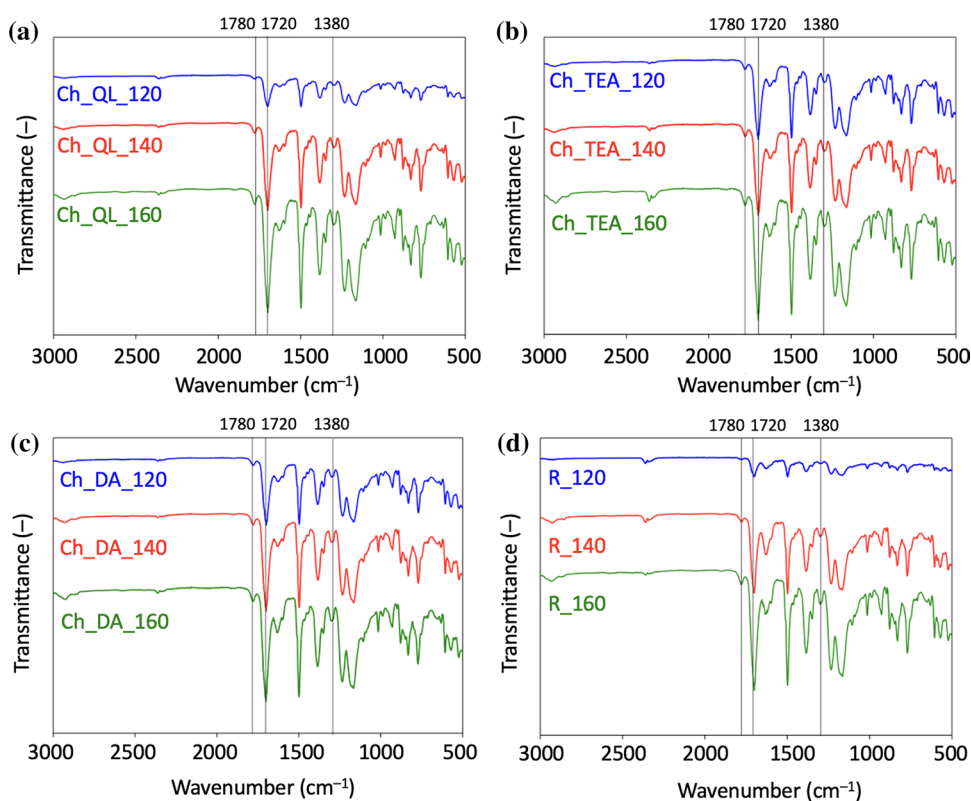 (a)
1780 1720 1380
Transmittance (–)
Ch_QL_120
Ch_QL_140
Ch_QL_160
3000 2500 2000 1500 1000 500
Wavenumber (cm⁻¹)
(b)
1780 1720 1380
Transmittance (–)
Ch_TEA_120
Ch_TEA_140
Ch_TEA_160
3000 2500 2000 1500 1000 500
Wavenumber (cm⁻¹)
(c)
1780 1720 1380
Transmittance (–)
Ch_DA_120
Ch_DA_140
Ch_DA_160
3000 2500 2000 1500 1000 500
Wavenumber (cm⁻¹)
(d)
1780 1720 1380
Transmittance (–)
R_120
R_140
R_160
3000 2500 2000 1500 1000 500
Wavenumber (cm⁻¹)